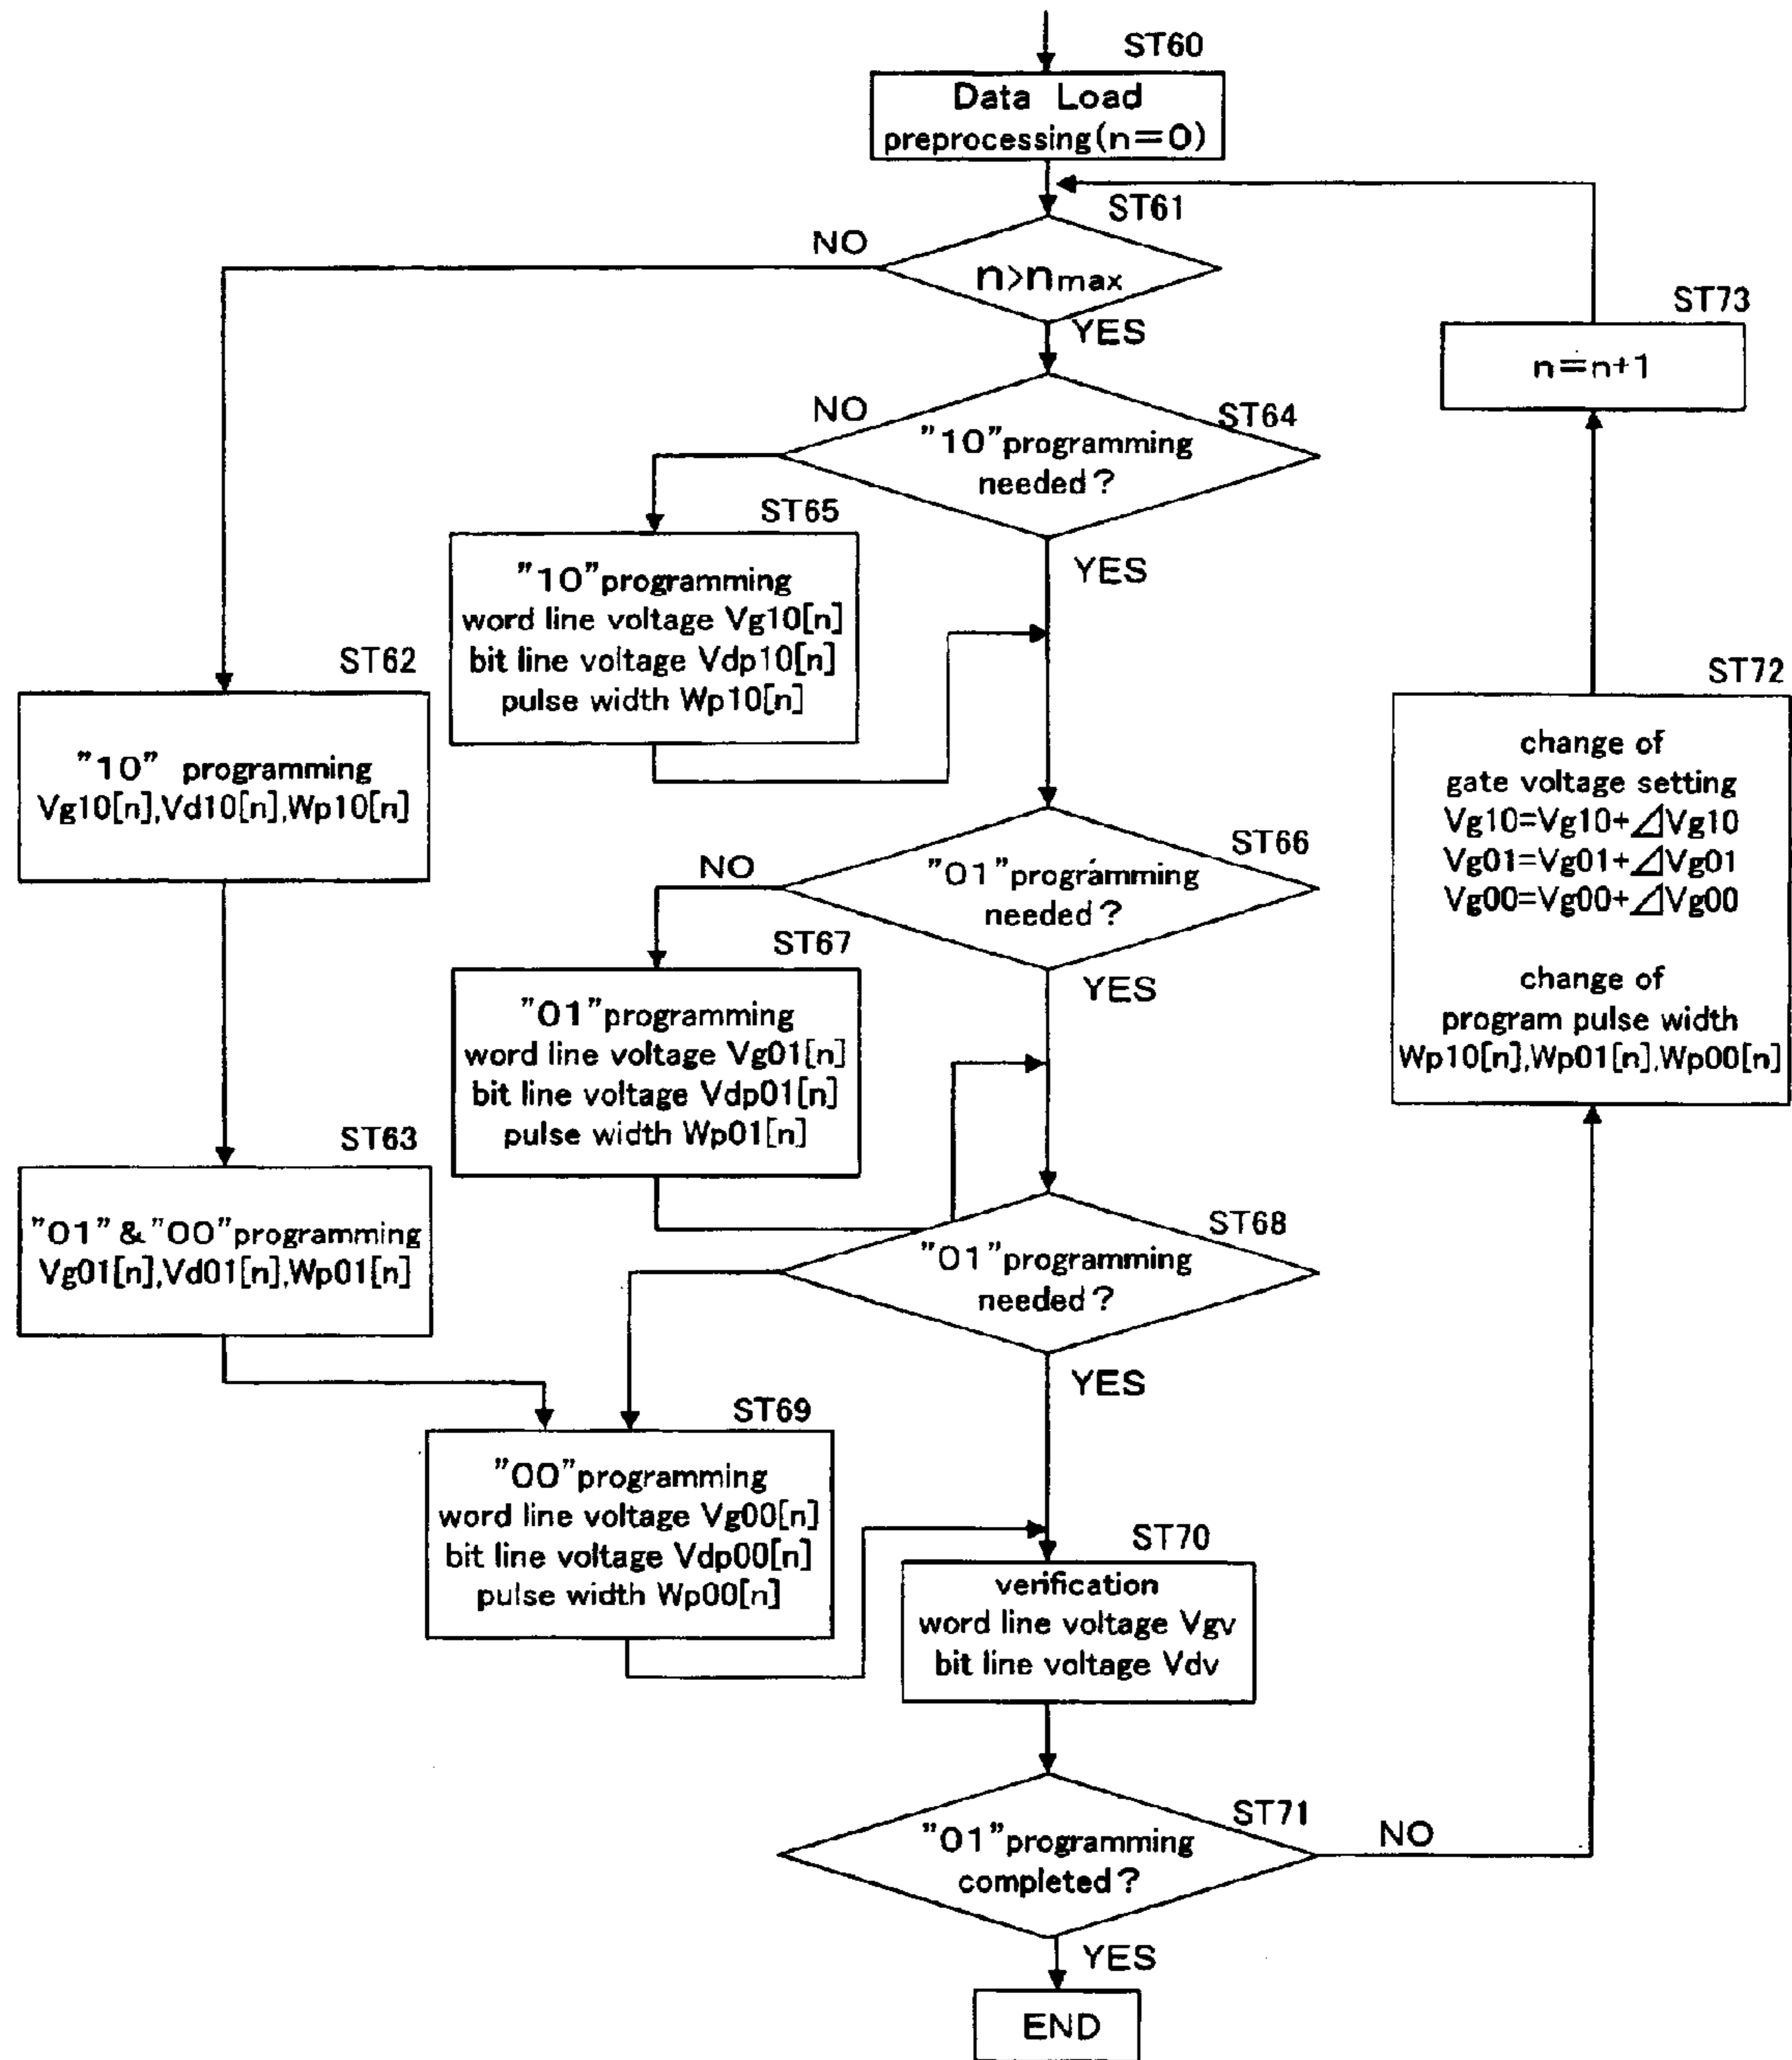 ST60
Data Load
preprocessing(n=0)
ST61
NO
n>nmax
YES
ST73
n=n+1
NO
ST64
"10"programming
needed?
YES
ST65
"10"programming
word line voltage Vg10[n]
bit line voltage Vdp10[n]
pulse width Wp10[n]
ST62
"10" programming
Vg10[n],Vd10[n],Wp10[n]
ST72
change of
gate voltage setting
Vg10=Vg10+⊿Vg10
Vg01=Vg01+⊿Vg01
Vg00=Vg00+⊿Vg00
change of
program pulse width
Wp10[n],Wp01[n],Wp00[n]
ST66
NO
"01"programming
needed?
YES
ST67
"01"programming
word line voltage Vg01[n]
bit line voltage Vdp01[n]
pulse width Wp01[n]
ST63
"01" & "00"programming
Vg01[n],Vd01[n],Wp01[n]
ST68
"01"programming
needed?
YES
ST69
"00"programming
word line voltage Vg00[n]
bit line voltage Vdp00[n]
pulse width Wp00[n]
ST70
verification
word line voltage Vgv
bit line voltage Vdv
ST71
"01"programming
completed?
NO
YES
END